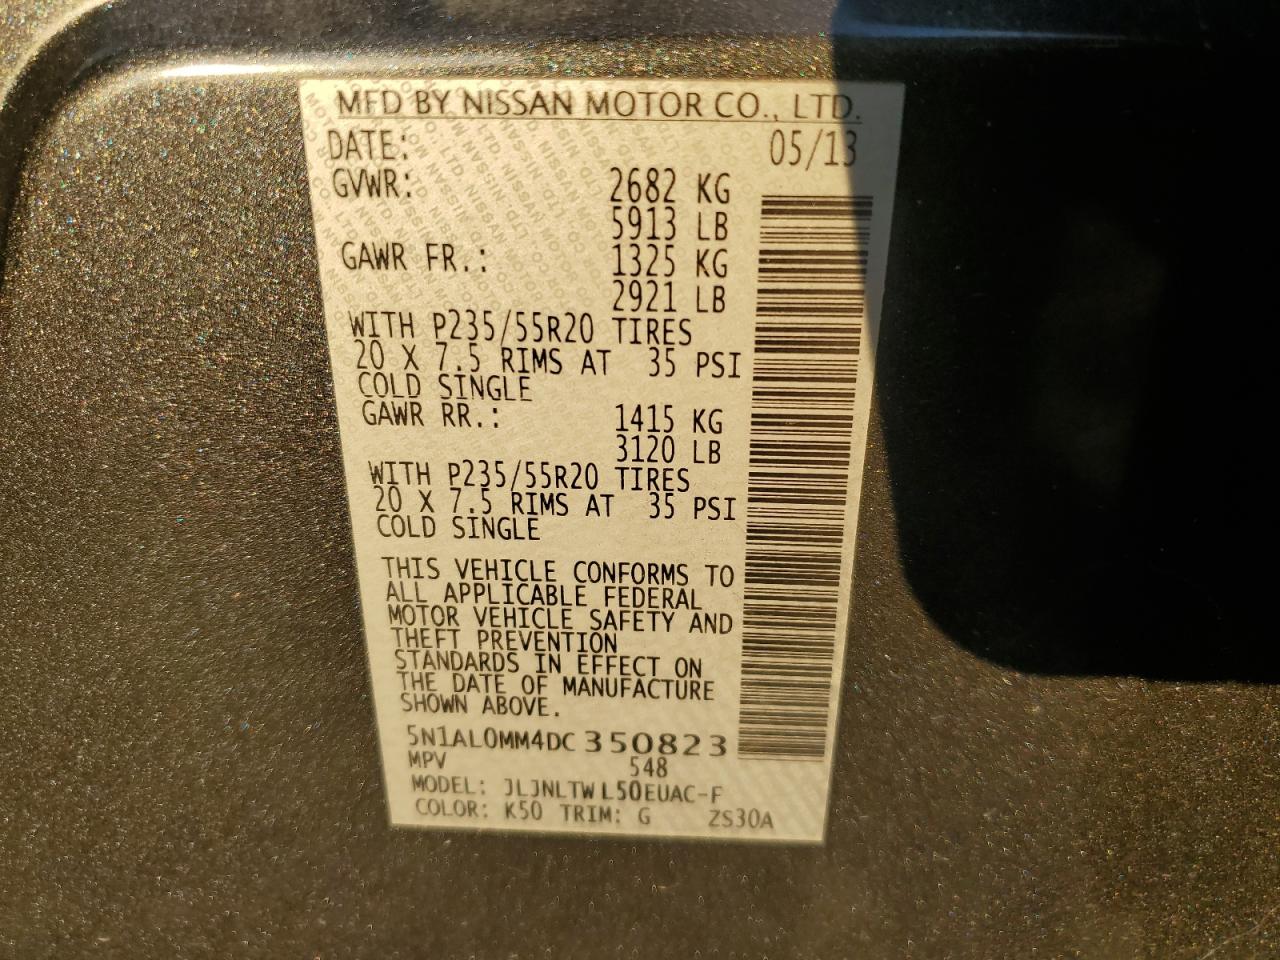 MFD BY NISSAN MOTOR CO., LTD.
DATE: 05/13
GVWR: 2682 KG
5913 LB
GAWR FR.: 1325 KG
2921 LB
WITH P235/55R20 TIRES
20 X 7.5 RIMS AT 35 PSI
COLD SINGLE
GAWR RR.: 1415 KG
3120 LB
WITH P235/55R20 TIRES
20 X 7.5 RIMS AT 35 PSI
COLD SINGLE
THIS VEHICLE CONFORMS TO
ALL APPLICABLE FEDERAL
MOTOR VEHICLE SAFETY AND
THEFT PREVENTION
STANDARDS IN EFFECT ON
THE DATE OF MANUFACTURE
SHOWN ABOVE.
5N1AL0MM4DC350823
MPV 548
MODEL: JLJNLTWL50EUAC-F
COLOR: K50 TRIM: G ZS30A